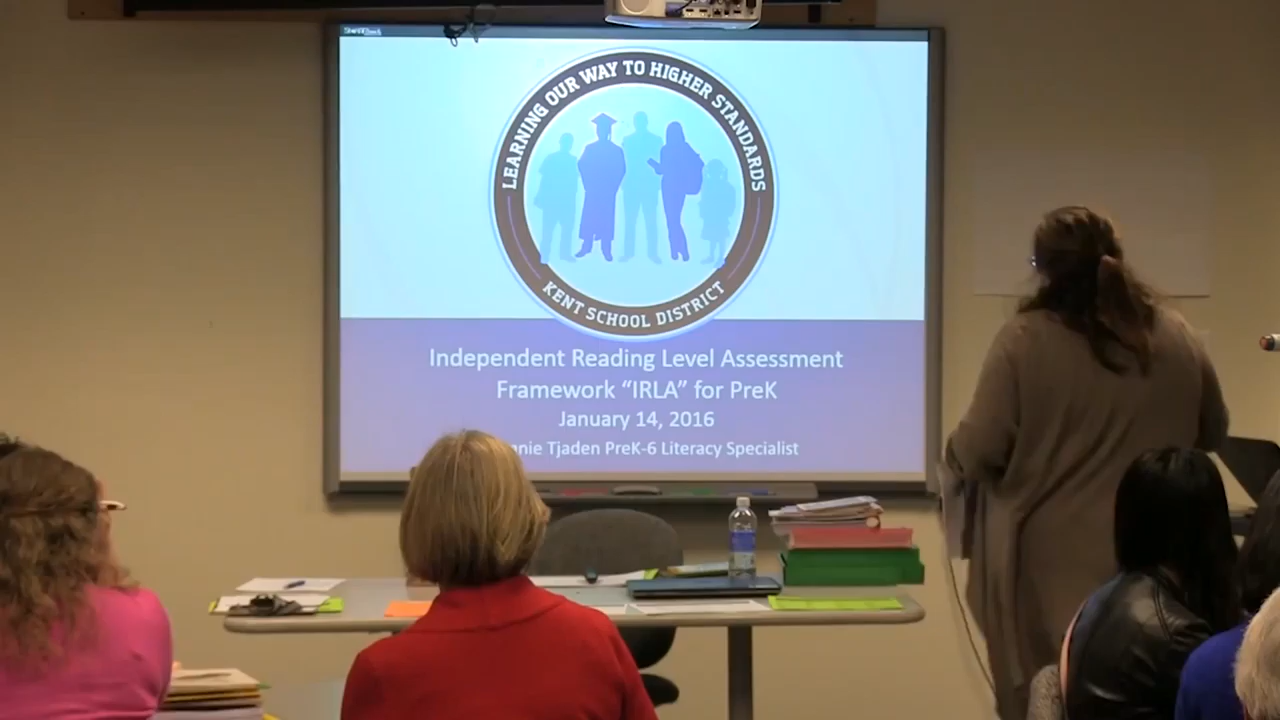 LEARNING OUR WAY TO HIGHER STANDARDS
KENT SCHOOL DISTRICT
Independent Reading Level Assessment
Framework “IRLA” for PreK
January 14, 2016
Tjaden PreK-6 Literacy Specialist